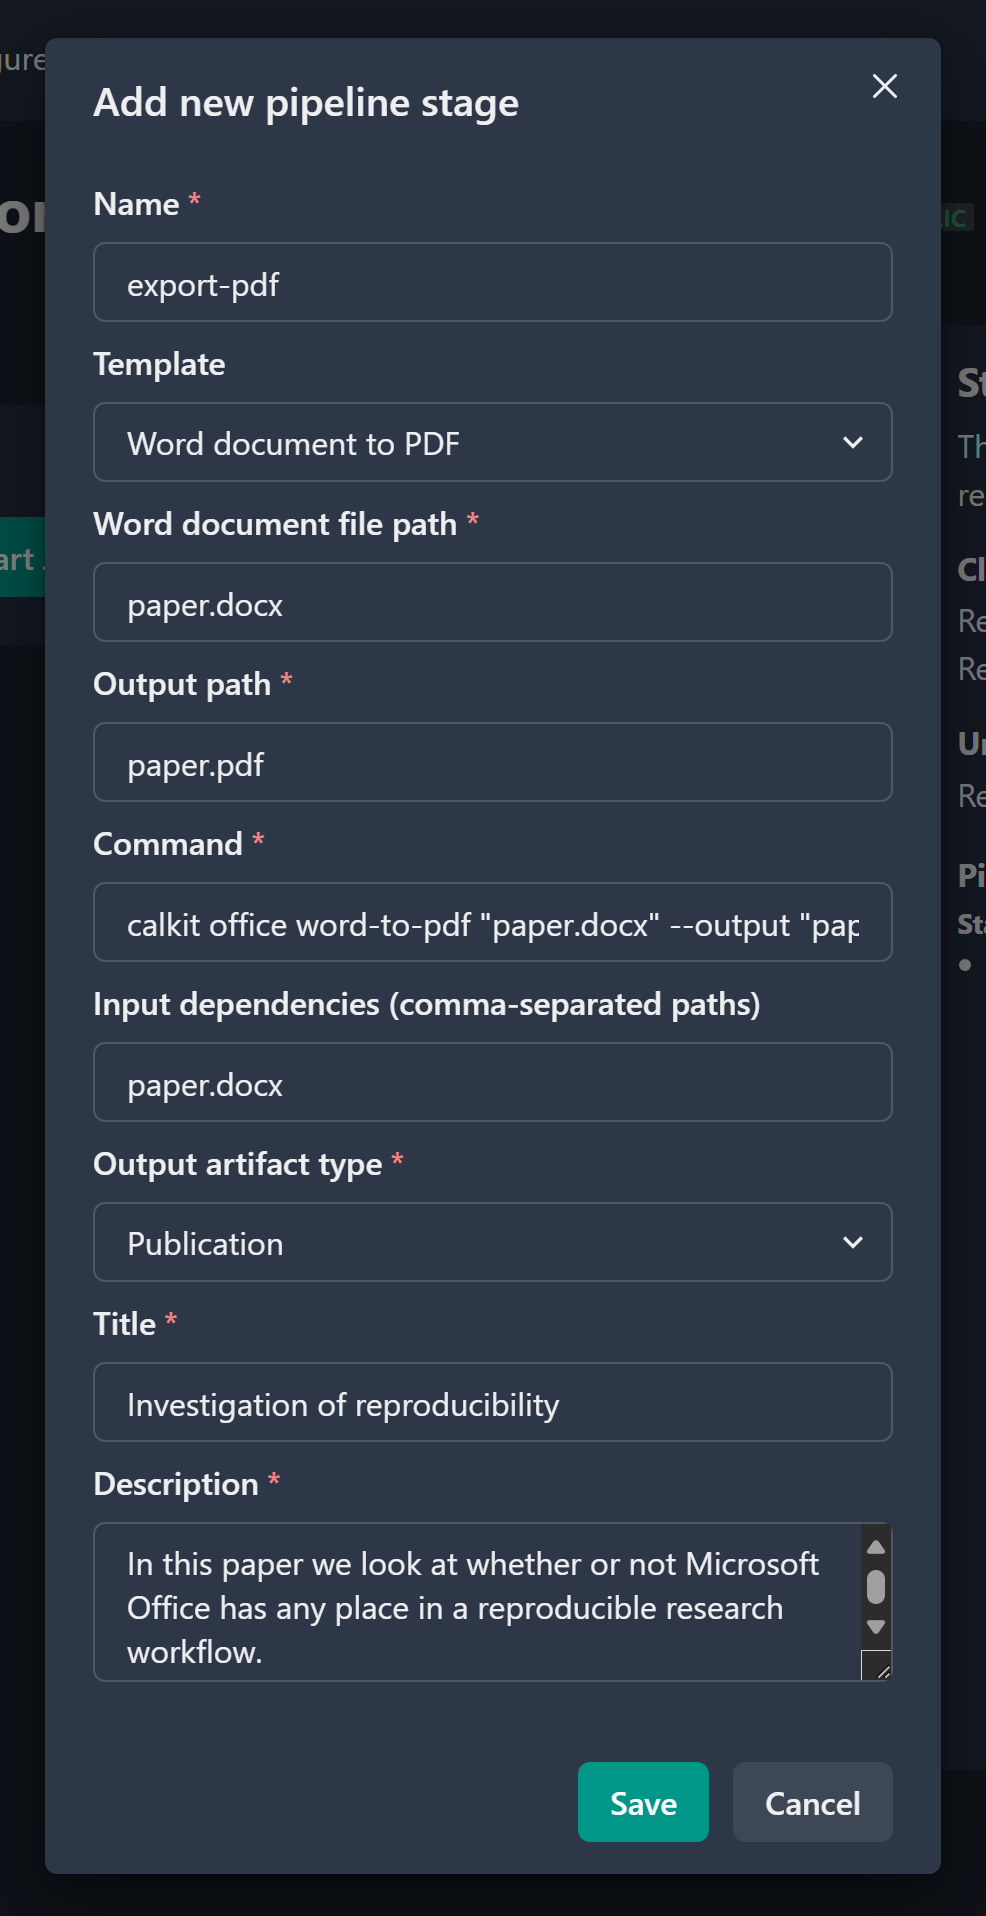 Add new pipeline stage
Name *
export-pdf
Template
Word document to PDF
Word document file path *
paper.docx
Output path *
paper.pdf
Command *
calkit office word-to-pdf "paper.docx" --output "pap
Input dependencies (comma-separated paths)
paper.docx
Output artifact type *
Publication
Title *
Investigation of reproducibility
Description *
In this paper we look at whether or not Microsoft
Office has any place in a reproducible research
workflow.
Save
Cancel